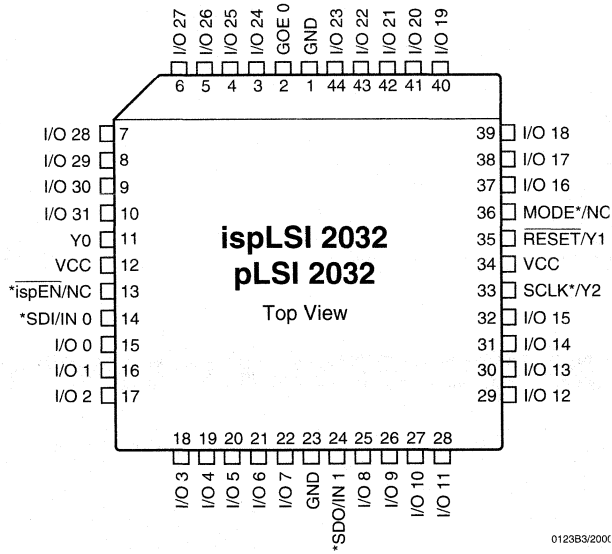 I/O 27
I/O 26
I/O 25
I/O 24
GOE 0
GND
I/O 23
I/O 22
I/O 21
I/O 20
I/O 19
6 5 4 3 2 1 44 43 42 41 40
I/O 28 7
I/O 29 8
I/O 30 9
I/O 31 10
Y0 11
VCC 12
*ispEN/NC 13
*SDI/IN 0 14
I/O 0 15
I/O 1 16
I/O 2 17
ispLSI 2032
pLSI 2032
Top View
39 I/O 18
38 I/O 17
37 I/O 16
36 MODE*/NC
35 RESET/Y1
34 VCC
33 SCLK*/Y2
32 I/O 15
31 I/O 14
30 I/O 13
29 I/O 12
18 19 20 21 22 23 24 25 26 27 28
I/O 3
I/O 4
I/O 5
I/O 6
I/O 7
GND
*SDO/IN 1
I/O 8
I/O 9
I/O 10
I/O 11
0123B3/2000